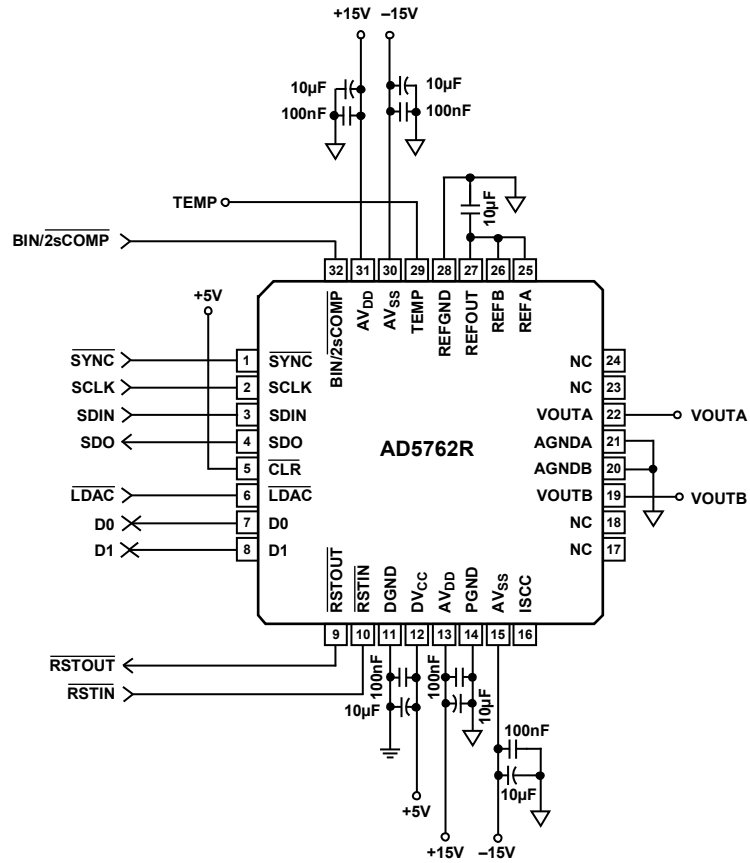 +15V –15V
10µF 10µF
100nF 100nF
TEMP
10µF
BIN/2sCOMP
32 31 30 29 28 27 26 25
+5V
BIN/2sCOMP AVDD AVSS TEMP REFGND REFOUT REFB REFA
SYNC 1 SYNC
SCLK 2 SCLK
SDIN 3 SDIN
SDO 4 SDO
5 CLR
LDAC 6 LDAC
D0 7 D0
D1 8 D1
AD5762R
NC 24
NC 23
VOUTA 22 VOUTA
AGNDA 21
AGNDB 20
VOUTB 19 VOUTB
NC 18
NC 17
RSTOUT RSTIN DGND DVCC AVDD PGND AVSS ISCC
9 10 11 12 13 14 15 16
RSTOUT
RSTIN
100nF 100nF
10µF 10µF
100nF
10µF
+5V
+15V –15V